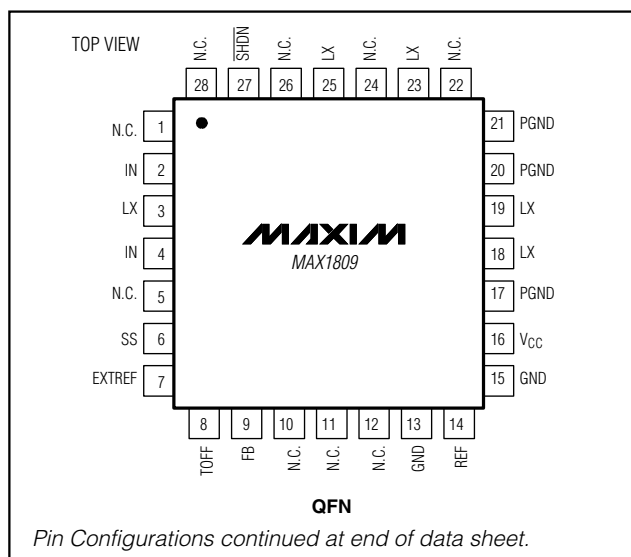 TOP VIEW
N.C. SHDN N.C. LX N.C. LX N.C.
28 27 26 25 24 23 22
N.C. 1
IN 2
LX 3
IN 4
N.C. 5
SS 6
EXTREF 7
MAXIM
MAX1809
21 PGND
20 PGND
19 LX
18 LX
17 PGND
16 VCC
15 GND
8 9 10 11 12 13 14
TOFF FB N.C. N.C. N.C. GND REF
QFN
Pin Configurations continued at end of data sheet.